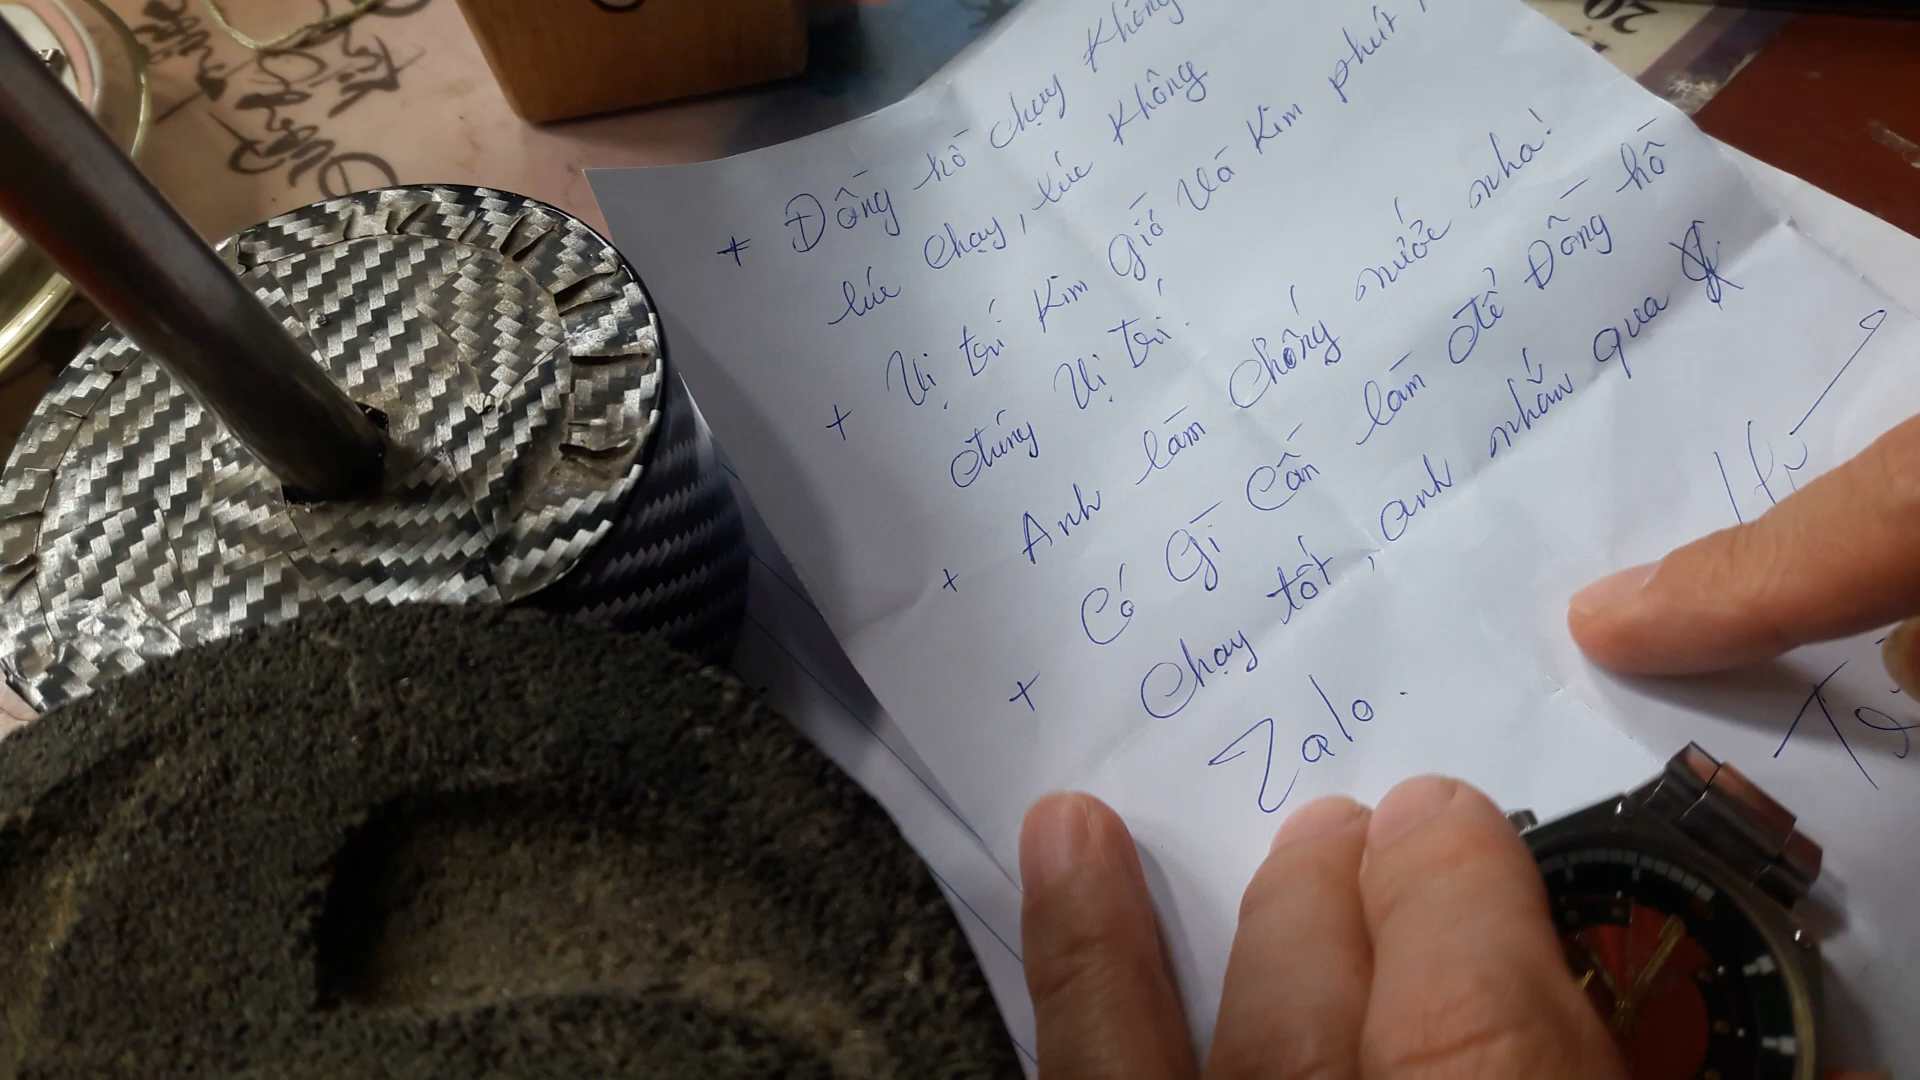 + Đồng hồ chạy không
lúc chạy, lúc không
+ Vị trí kim giờ và kim phút
đúng vị trí.
+ Anh làm chống nước nha!
+ Có gì cần làm để Đồng hồ
chạy tốt, anh nhắn qua
Zalo.
20